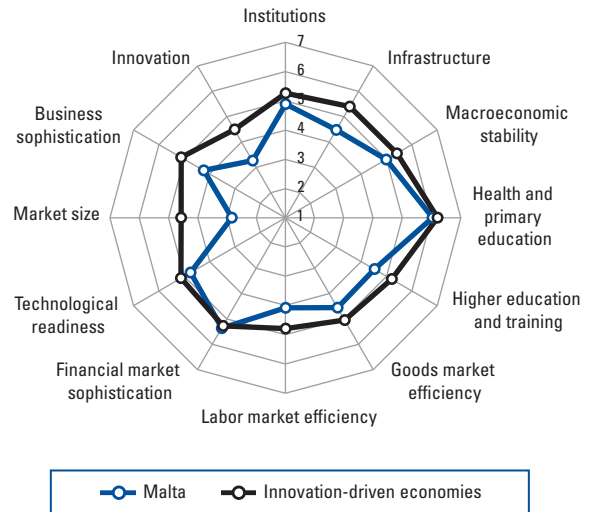 Institutions
7
Innovation
6
Infrastructure
5
Business
sophistication
4
Macroeconomic
stability
3
2
Market size
1
Health and
primary
education
Technological
readiness
Higher education
and training
Financial market
sophistication
Goods market
efficiency
Labor market efficiency
Malta
Innovation-driven economies